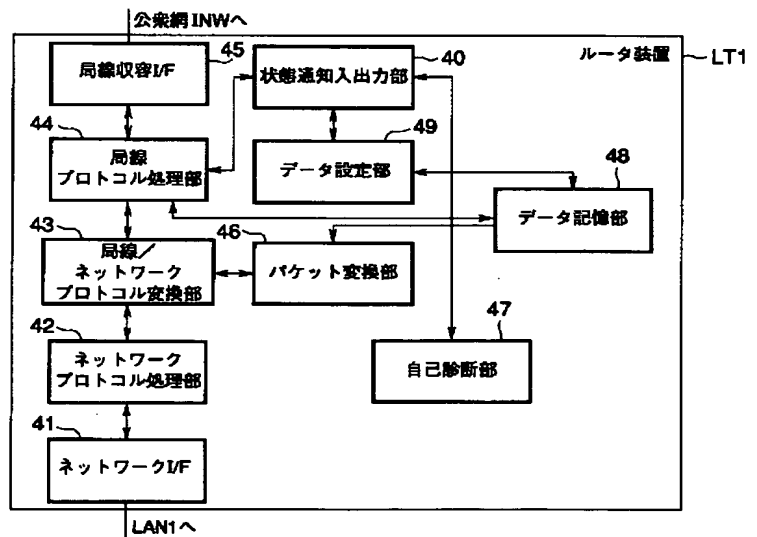 公衆網INWへ
ルータ装置
LT1
45
局線収容I/F
40
状態通知入出力部
44
局線
プロトコル処理部
49
データ設定部
48
データ記憶部
43
局線／
ネットワーク
プロトコル変換部
46
パケット変換部
42
ネットワーク
プロトコル処理部
47
自己診断部
41
ネットワークI/F
LAN1へ